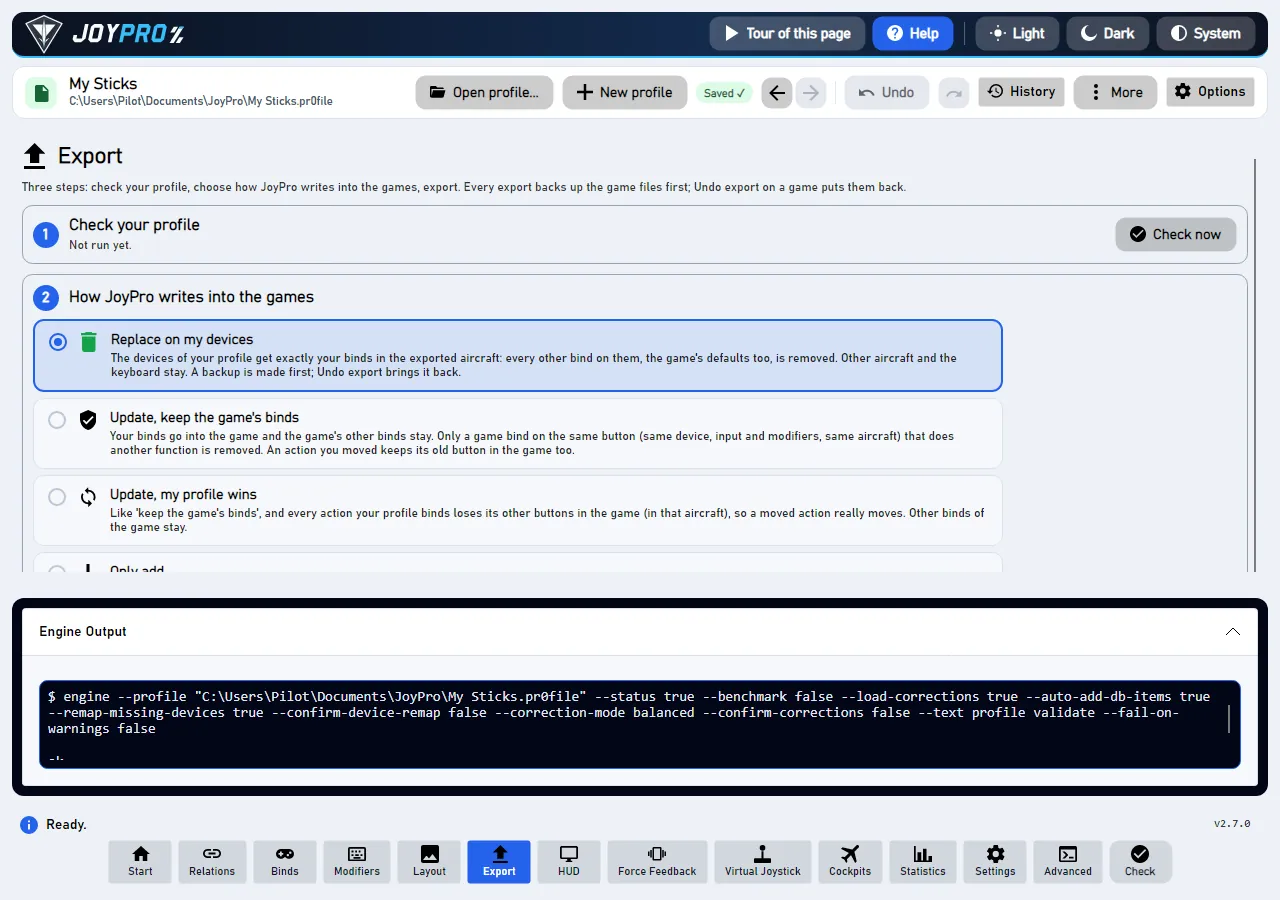 JOYPRO
Tour of this page
Help
Light
Dark
System
My Sticks
C:\Users\Pilot\Documents\JoyPro\My Sticks.pr0file
Open profile...
New profile
Saved ✓
Undo
History
More
Options
Export
Three steps: check your profile, choose how JoyPro writes into the games, export. Every export backs up the game files first; Undo export on a game puts them back.
1
Check your profile
Not run yet.
Check now
2
How JoyPro writes into the games
Replace on my devices
The devices of your profile get exactly your binds in the exported aircraft: every other bind on them, the game's defaults too, is removed. Other aircraft and the
keyboard stay. A backup is made first; Undo export brings it back.
Update, keep the game's binds
Your binds go into the game and the game's other binds stay. Only a game bind on the same button (same device, input and modifiers, same aircraft) that does
another function is removed. An action you moved keeps its old button in the game too.
Update, my profile wins
Like 'keep the game's binds', and every action your profile binds loses its other buttons in the game (in that aircraft), so a moved action really moves. Other binds of
the game stay.
Only add
Engine Output
$ engine --profile "C:\Users\Pilot\Documents\JoyPro\My Sticks.pr0file" --status true --benchmark false --load-corrections true --auto-add-db-items true
--remap-missing-devices true --confirm-device-remap false --correction-mode balanced --confirm-corrections false --text profile validate --fail-on-
warnings false
Ready.
v2.7.0
Start
Relations
Binds
Modifiers
Layout
Export
HUD
Force Feedback
Virtual Joystick
Cockpits
Statistics
Settings
Advanced
Check